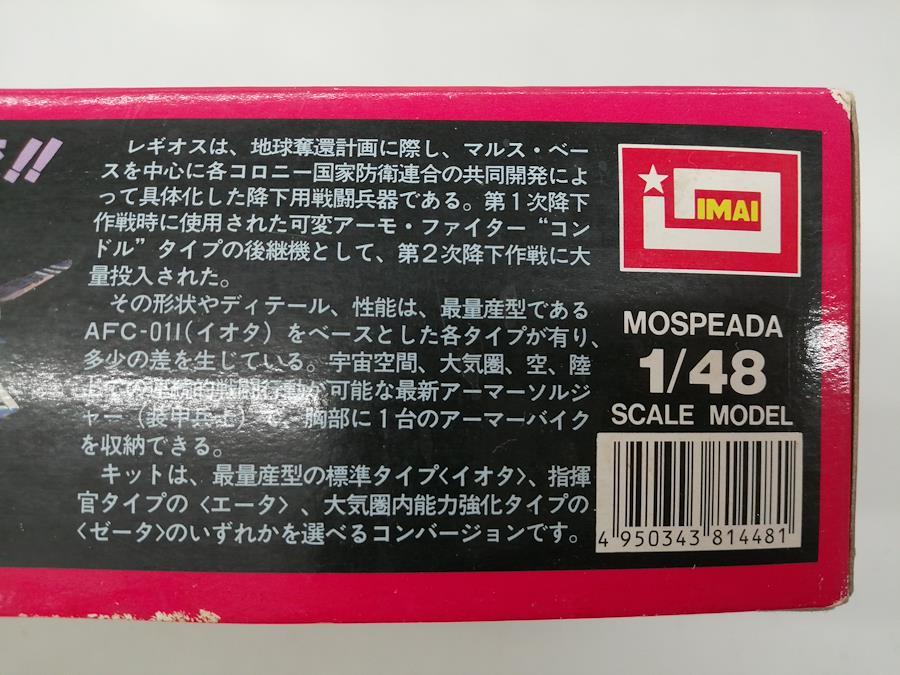 !!
レギオスは、地球奪還計画に際し、マルス・ベー
スを中心に各コロニー国家防衛連合の共同開発によ
って具体化した降下用戦闘兵器である。第1次降下
作戦時に使用された可変アーモ・ファイター“コン
ドル”タイプの後継機として、第2次降下作戦に大
量投入された。
その形状やディテール、性能は、最量産型である
AFC-01I(イオタ)をベースとした各タイプが有り、
多少の差を生じている。宇宙空間、大気圏、空、陸
可能な最新アーマーソルジ
ャー(装甲兵士)で、胸部に1台のアーマーバイク
を収納できる。
キットは、最量産型の標準タイプ〈イオタ〉、指揮
官タイプの〈エータ〉、大気圏内能力強化タイプの
〈ゼータ〉のいずれかを選べるコンバージョンです。
IMAI
MOSPEADA
1/48
SCALE MODEL
4 950343 814481